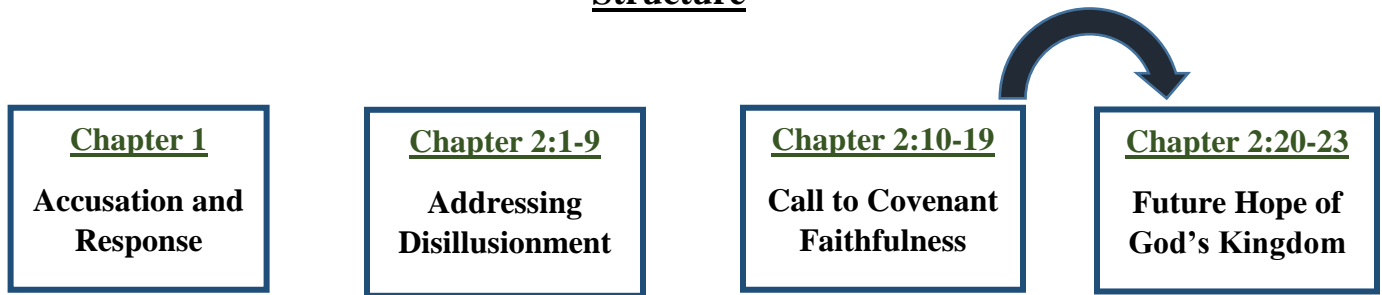 Structure
Chapter 1
Accusation and
Response
Chapter 2:1-9
Addressing
Disillusionment
Chapter 2:10-19
Call to Covenant
Faithfulness
Chapter 2:20-23
Future Hope of
God’s Kingdom